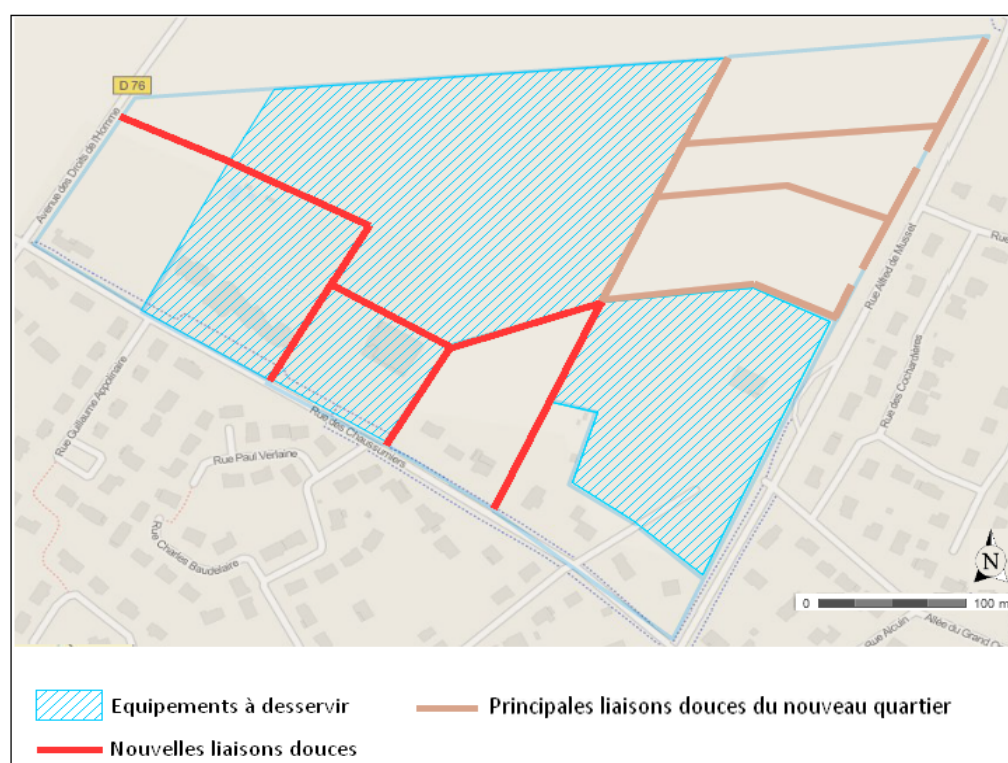 D 76
Avenue des Droits de l'Homme
Rue Alfred de Musset
Rue
Rue des Cochardières
Rue Guillaume Appolinaire
Rue des Chaussumiers
Rue Paul Verlaine
Rue Charles Baudelaire
N
0 100 m
Rue Alcuin
Allée du Grand
Equipements à desservir
Principales liaisons douces du nouveau quartier
Nouvelles liaisons douces